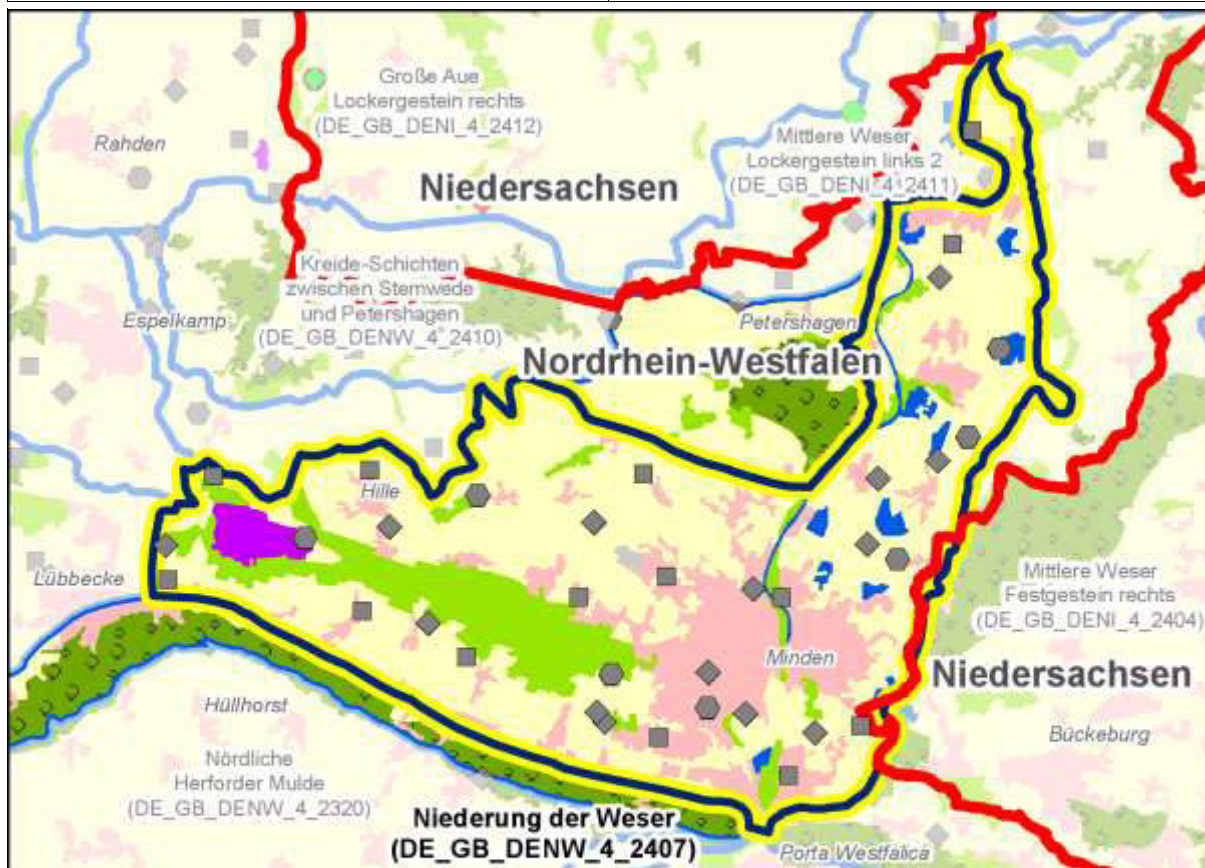 Große Aue
Lockergestein rechts
(DE_GB_DENI_4_2412)
Rahden
Mittlere Weser
Lockergestein links 2
(DE_GB_DENI_4_2411)
Niedersachsen
Kreide-Schichten
zwischen Stemwede
und Petershagen
(DE_GB_DENW_4_2410)
Espelkamp
Petershagen
Nordrhein-Westfalen
Hille
Lübbecke
Mittlere Weser
Festgestein rechts
(DE_GB_DENI_4_2404)
Minden
Niedersachsen
Hüllhorst
Bückeburg
Nördliche
Herforder Mulde
(DE_GB_DENW_4_2320)
Niederung der Weser
(DE_GB_DENW_4_2407)
Porta Westfalica